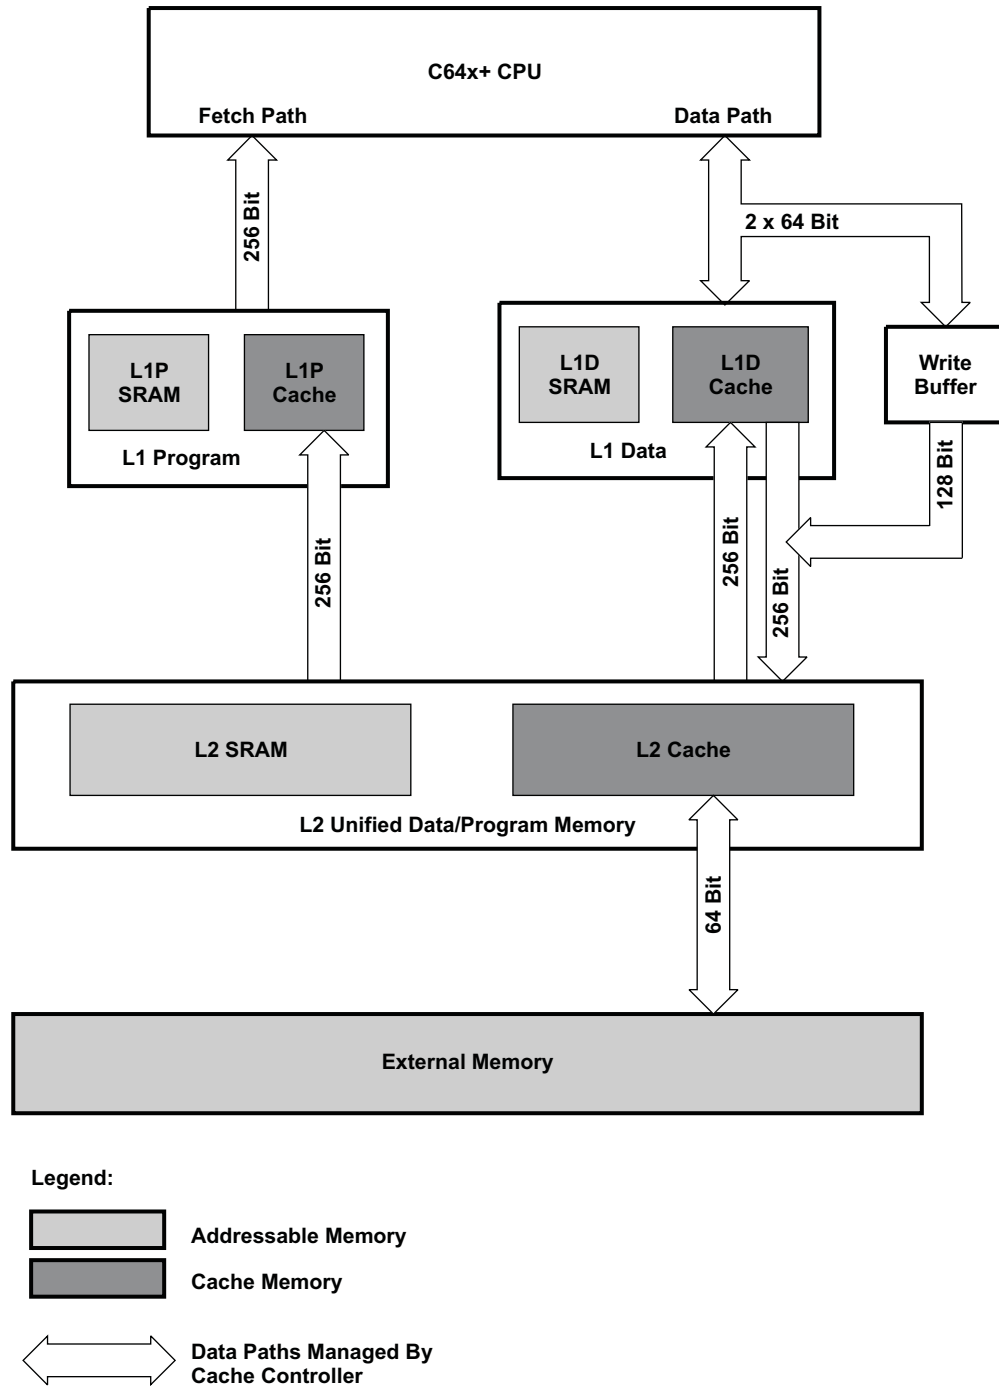 C64x+ CPU
Fetch Path
Data Path
256 Bit
2 x 64 Bit
L1P
SRAM
L1P
Cache
L1 Program
L1D
SRAM
L1D
Cache
L1 Data
Write
Buffer
128 Bit
256 Bit
256 Bit
256 Bit
L2 SRAM
L2 Cache
L2 Unified Data/Program Memory
64 Bit
External Memory
Legend:
Addressable Memory
Cache Memory
Data Paths Managed By
Cache Controller